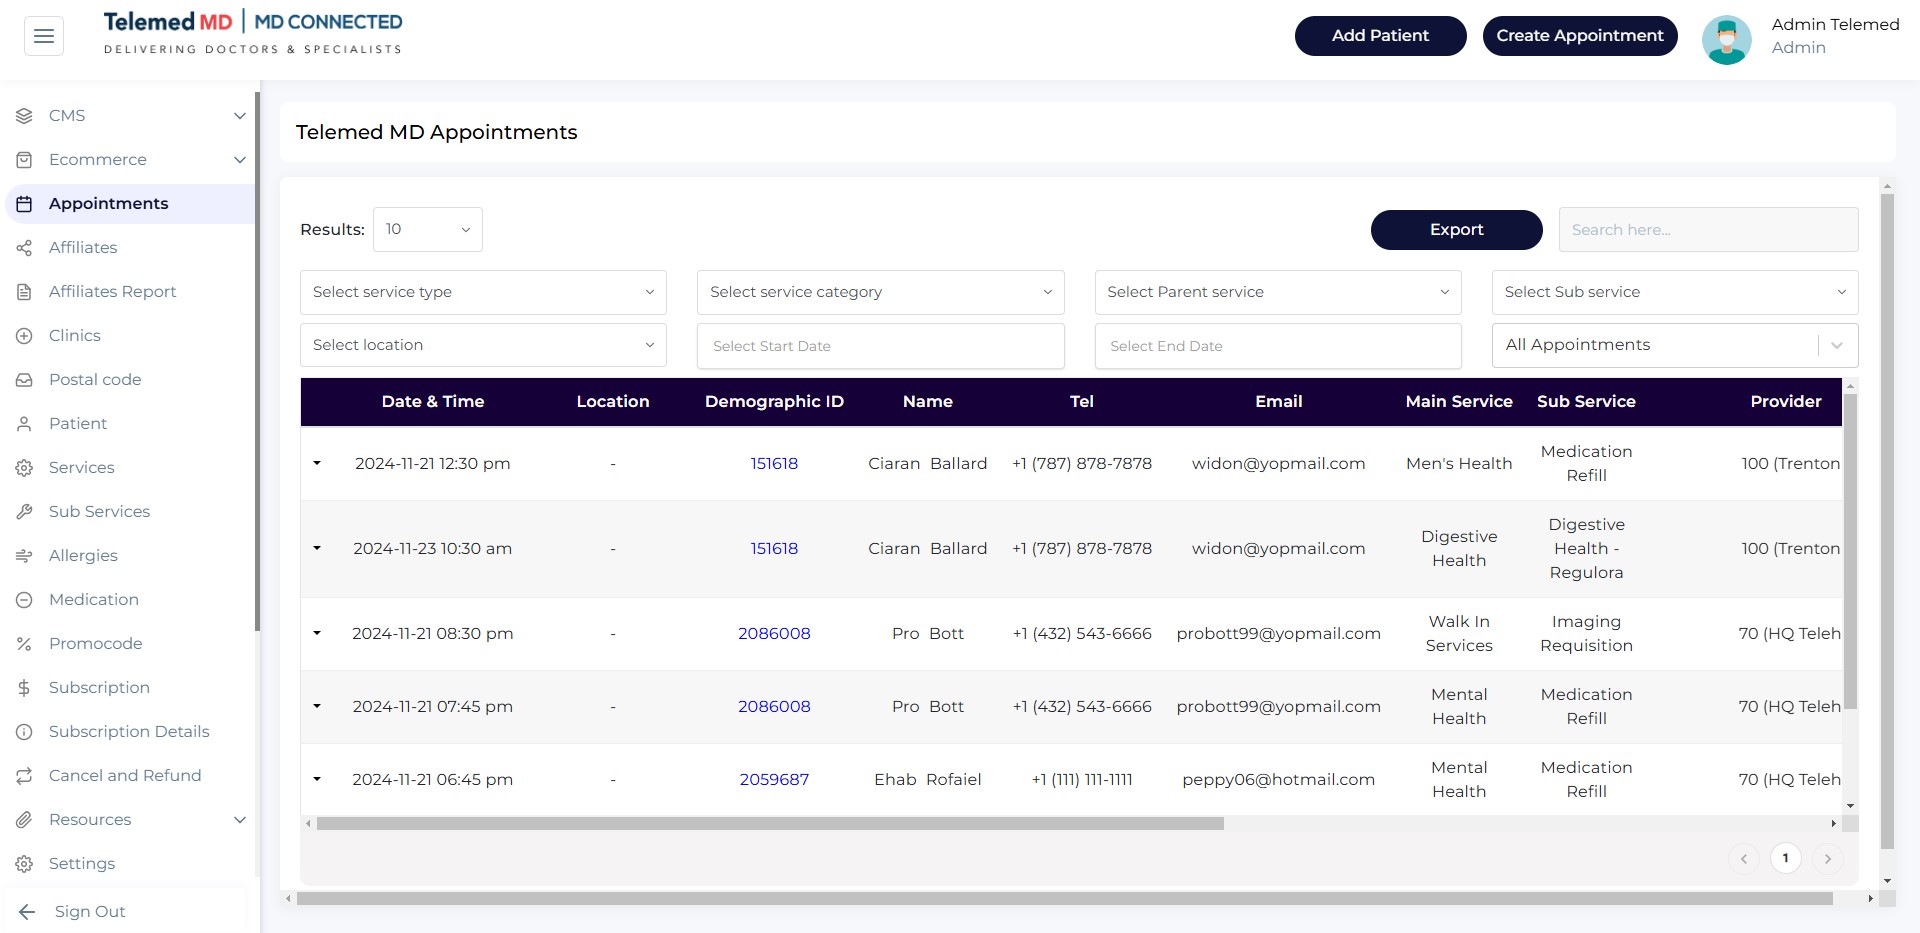 Telemed MD | MD CONNECTED
DELIVERING DOCTORS & SPECIALISTS
Add Patient
Create Appointment
Admin Telemed
Admin
CMS
Ecommerce
Appointments
Affiliates
Affiliates Report
Clinics
Postal code
Patient
Services
Sub Services
Allergies
Medication
Promocode
Subscription
Subscription Details
Cancel and Refund
Resources
Settings
Sign Out
Telemed MD Appointments
Results: 10
Export
Search here...
Select service type
Select service category
Select Parent service
Select Sub service
Select location
Select Start Date
Select End Date
All Appointments
Date & Time Location Demographic ID Name Tel Email Main Service Sub Service Provider
2024-11-21 12:30 pm - 151618 Ciaran Ballard +1 (787) 878-7878 widon@yopmail.com Men's Health Medication Refill 100 (Trenton
2024-11-23 10:30 am - 151618 Ciaran Ballard +1 (787) 878-7878 widon@yopmail.com Digestive Health Digestive Health - Regulora 100 (Trenton
2024-11-21 08:30 pm - 2086008 Pro Bott +1 (432) 543-6666 probott99@yopmail.com Walk In Services Imaging Requisition 70 (HQ Teleh
2024-11-21 07:45 pm - 2086008 Pro Bott +1 (432) 543-6666 probott99@yopmail.com Mental Health Medication Refill 70 (HQ Teleh
2024-11-21 06:45 pm - 2059687 Ehab Rofaiel +1 (111) 111-1111 peppy06@hotmail.com Mental Health Medication Refill 70 (HQ Teleh
1